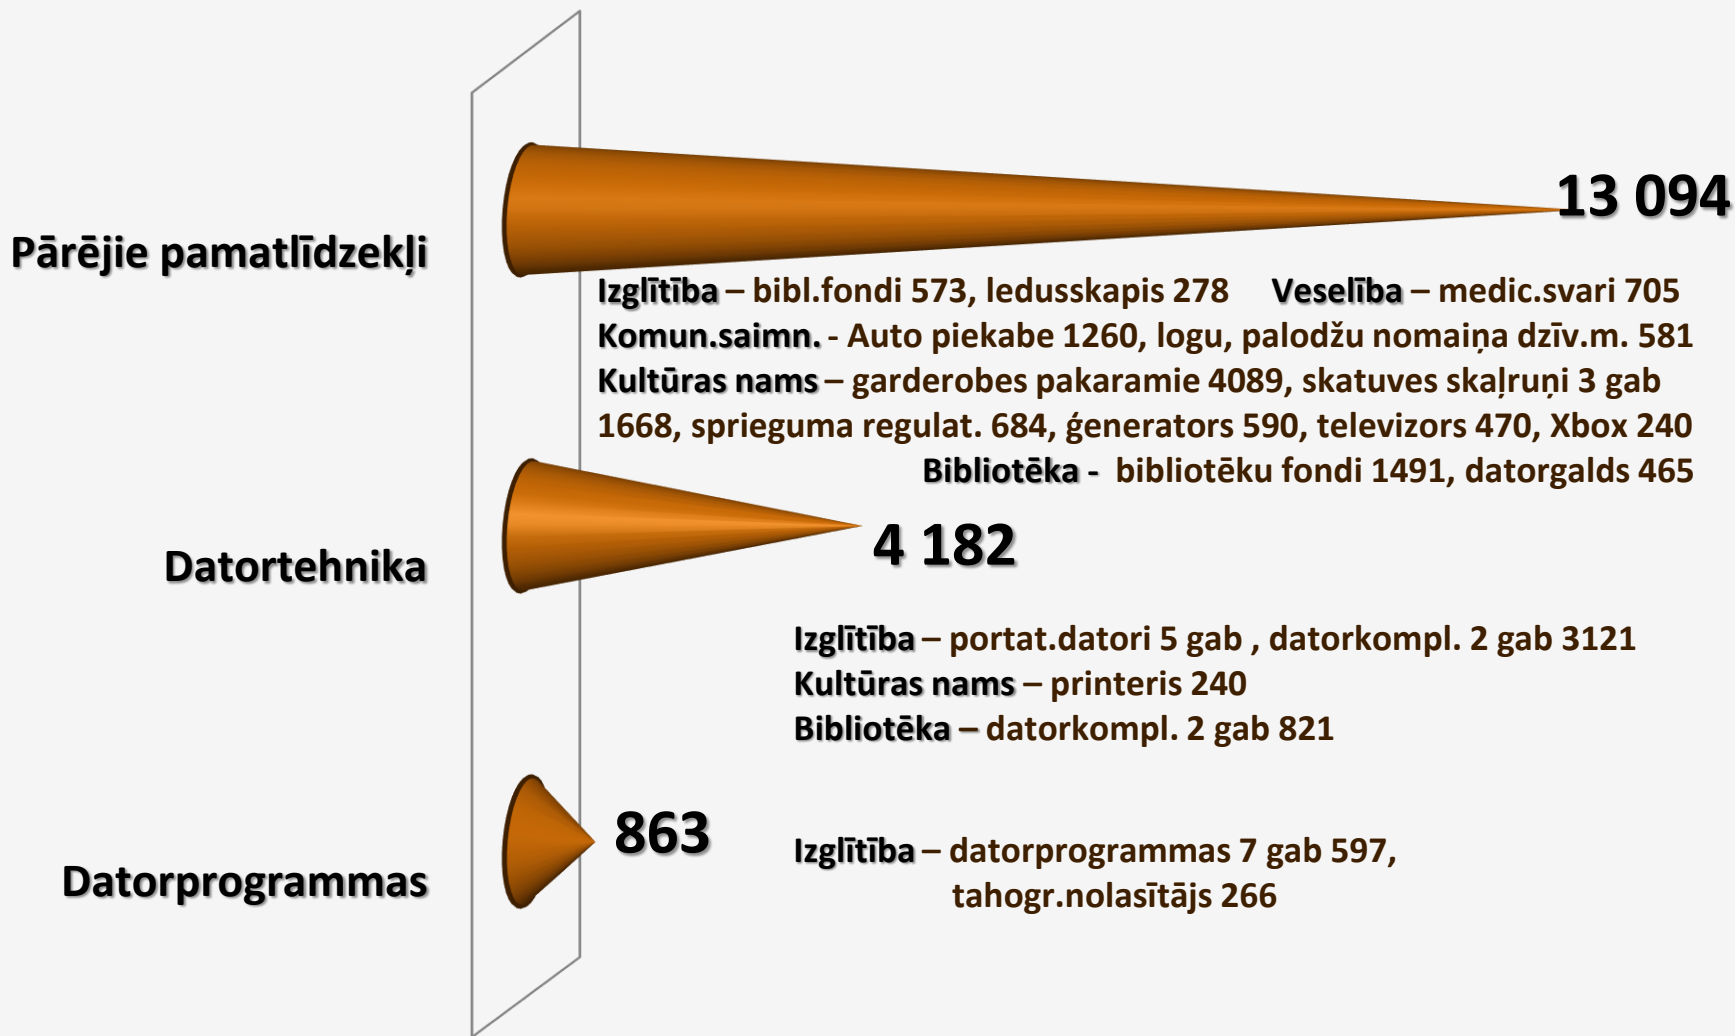 13 094
Pārējie pamatlīdzekļi
Izglītība – bibl.fondi 573, ledusskapis 278 Veselība – medic.svari 705
Komun.saimn. - Auto piekabe 1260, logu, palodžu nomaiņa dzīv.m. 581
Kultūras nams – garderobes pakaramie 4089, skatuves skaļruņi 3 gab
1668, sprieguma regulat. 684, ģenerators 590, televizors 470, Xbox 240
Bibliotēka - bibliotēku fondi 1491, datorgalds 465
4 182
Datortehnika
Izglītība – portat.datori 5 gab , datorkompl. 2 gab 3121
Kultūras nams – printeris 240
Bibliotēka – datorkompl. 2 gab 821
863
Datorprogrammas
Izglītība – datorprogrammas 7 gab 597,
tahogr.nolasītājs 266